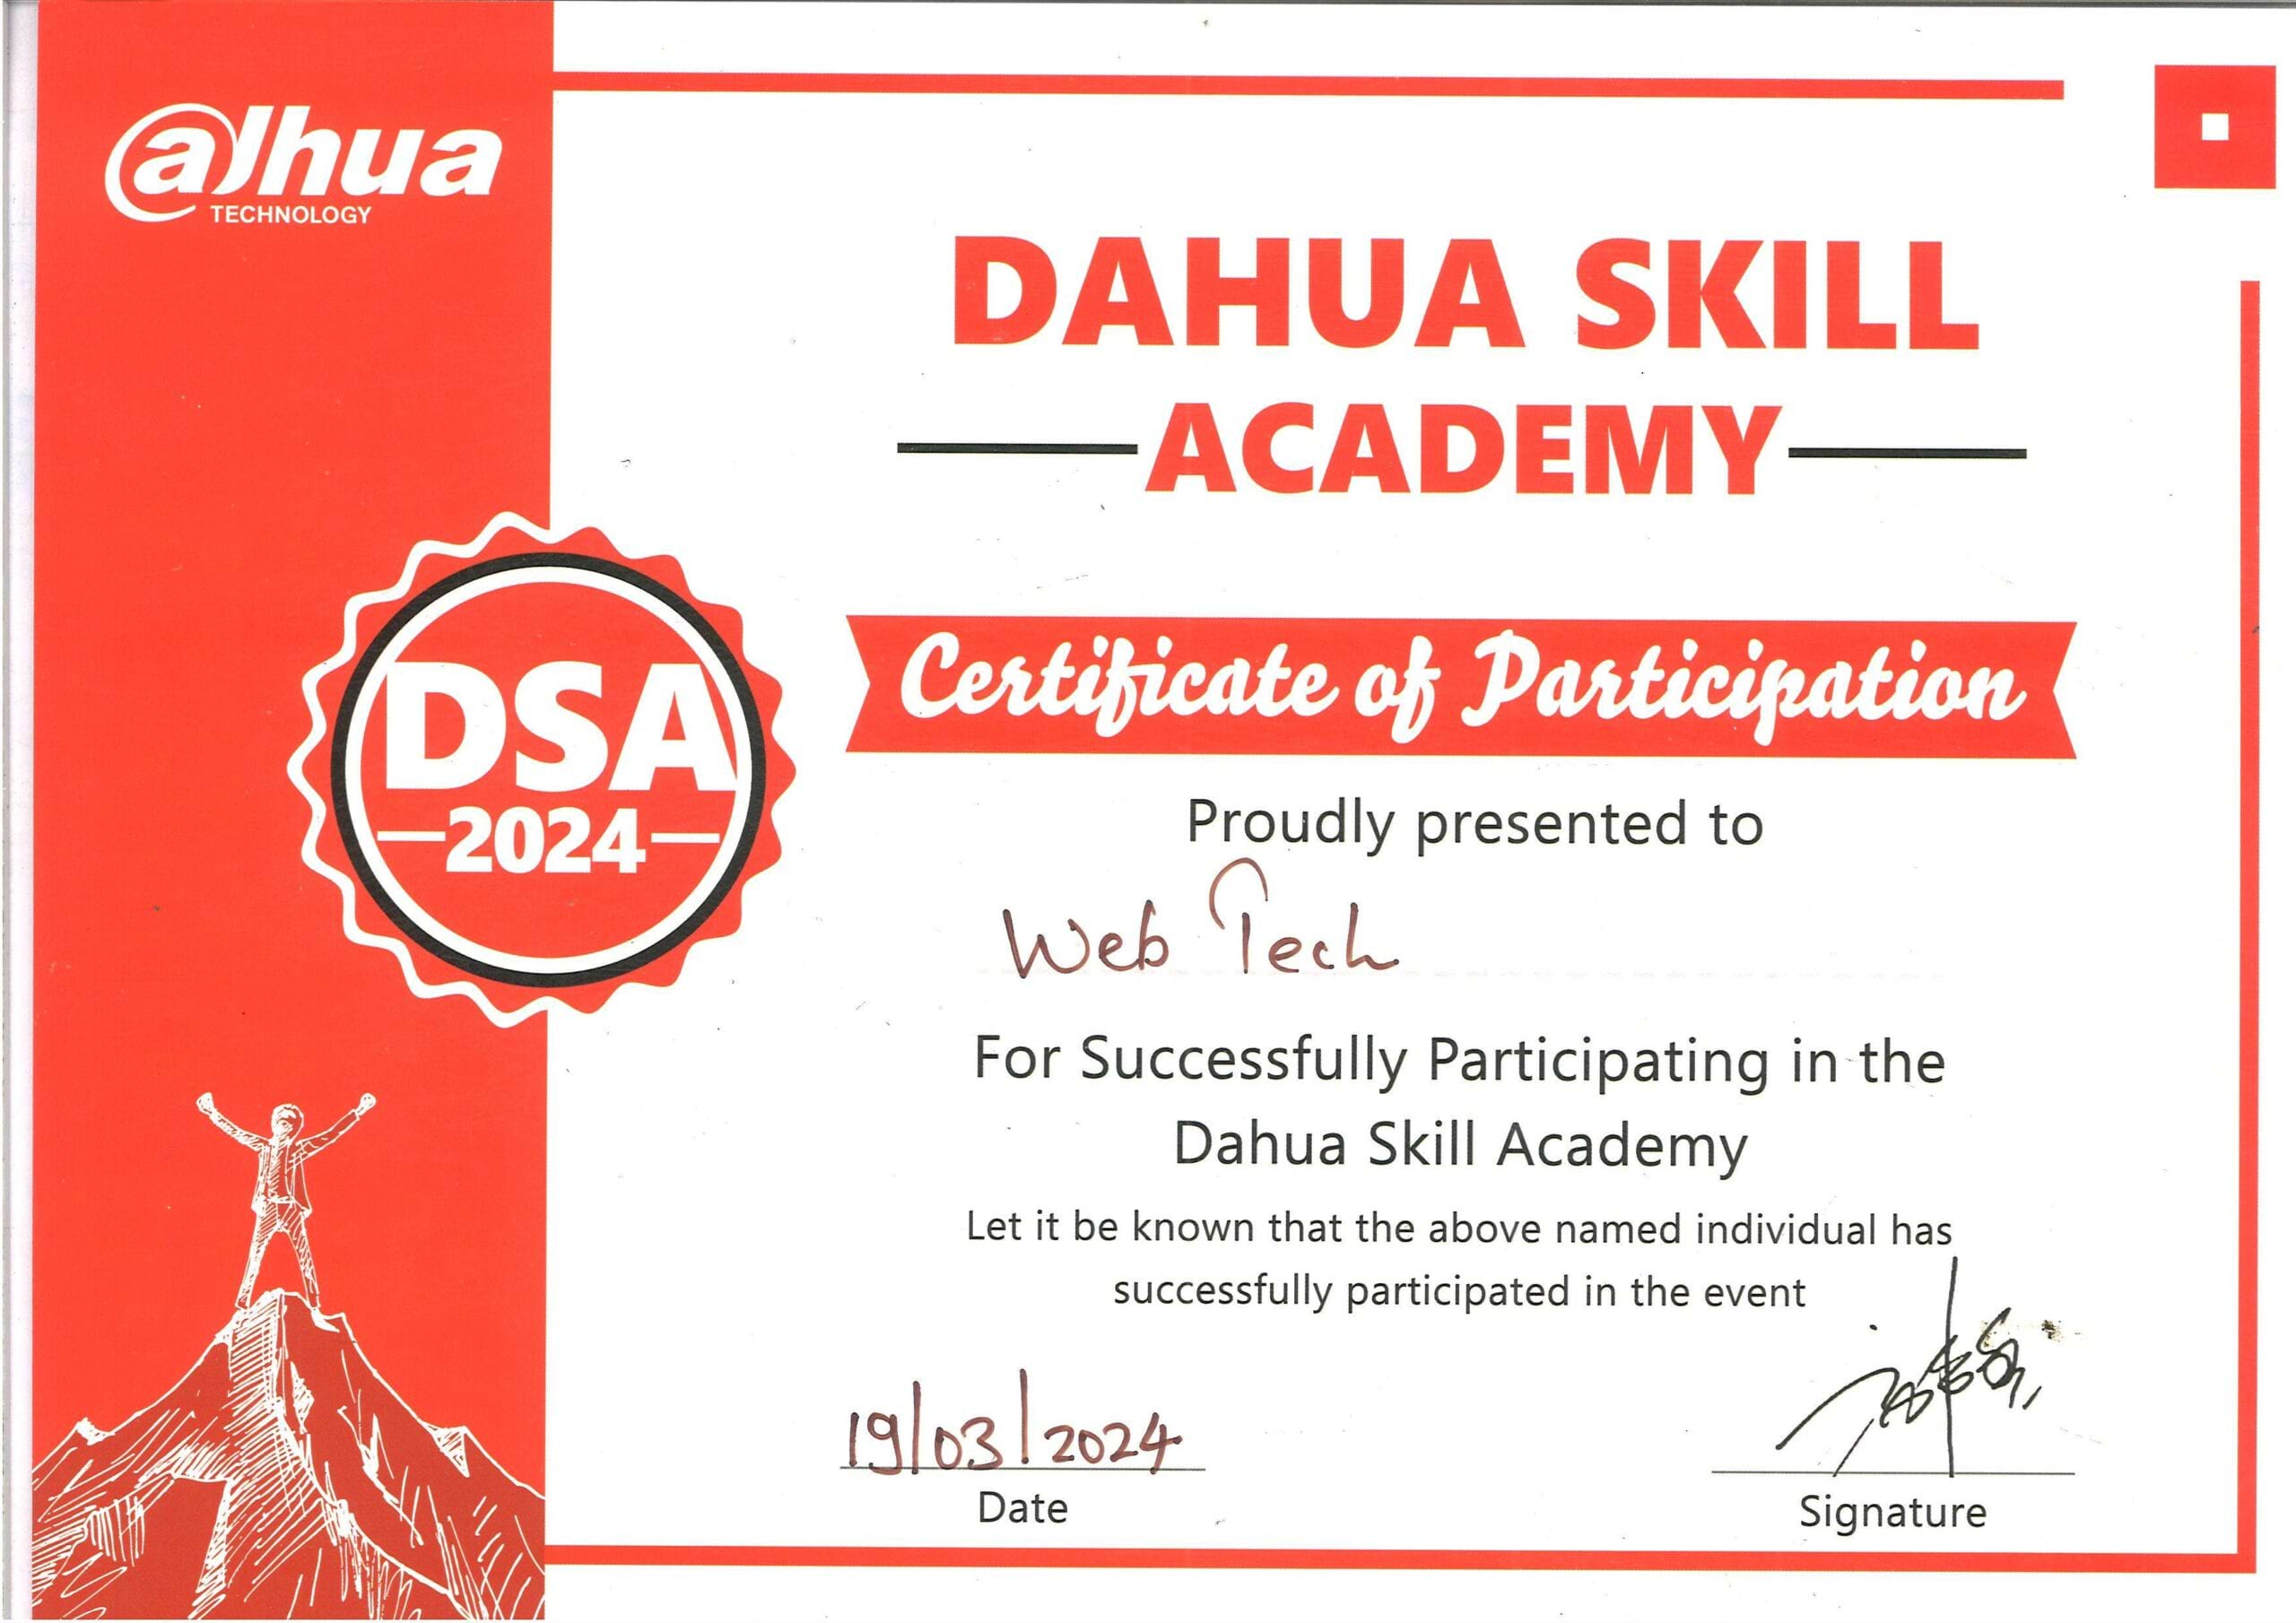 alhua
TECHNOLOGY
DAHUA SKILL
ACADEMY
DSA
2024
Certificate of Participation
Proudly presented to
Web Tech
For Successfully Participating in the
Dahua Skill Academy
Let it be known that the above named individual has
successfully participated in the event
19/03/2024
Date
Signature